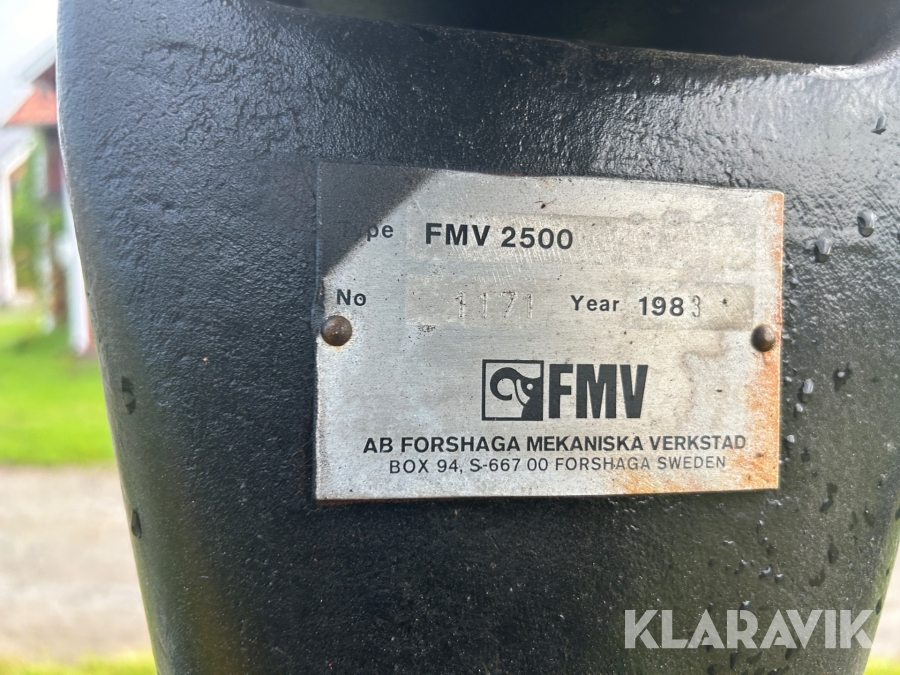 Type FMV 2500
No 1171 Year 1983
FMV
AB FORSHAGA MEKANISKA VERKSTAD
BOX 94, S-667 00 FORSHAGA SWEDEN
KLARAVIK